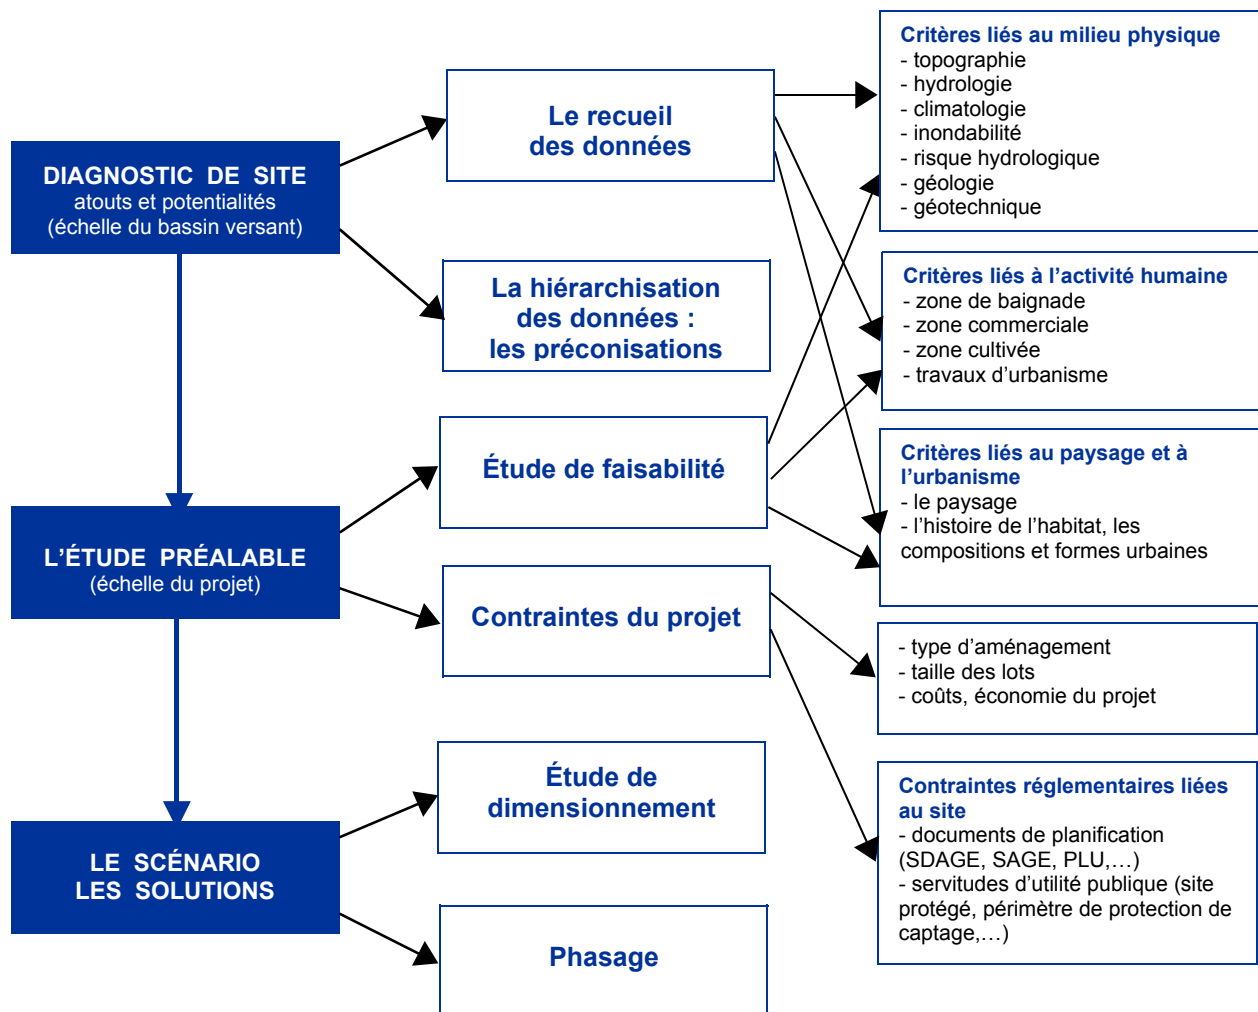 DIAGNOSTIC DE SITE
atouts et potentialités
(échelle du bassin versant)
L’ÉTUDE PRÉALABLE
(échelle du projet)
LE SCÉNARIO
LES SOLUTIONS
Le recueil
des données
La hiérarchisation
des données :
les préconisations
Étude de faisabilité
Contraintes du projet
Étude de
dimensionnement
Phasage
Critères liés au milieu physique
- topographie
- hydrologie
- climatologie
- inondabilité
- risque hydrologique
- géologie
- géotechnique
Critères liés à l’activité humaine
- zone de baignade
- zone commerciale
- zone cultivée
- travaux d’urbanisme
Critères liés au paysage et à
l’urbanisme
- le paysage
- l’histoire de l’habitat, les
compositions et formes urbaines
- type d’aménagement
- taille des lots
- coûts, économie du projet
Contraintes réglementaires liées
au site
- documents de planification
(SDAGE, SAGE, PLU,…)
- servitudes d’utilité publique (site
protégé, périmètre de protection de
captage,…)